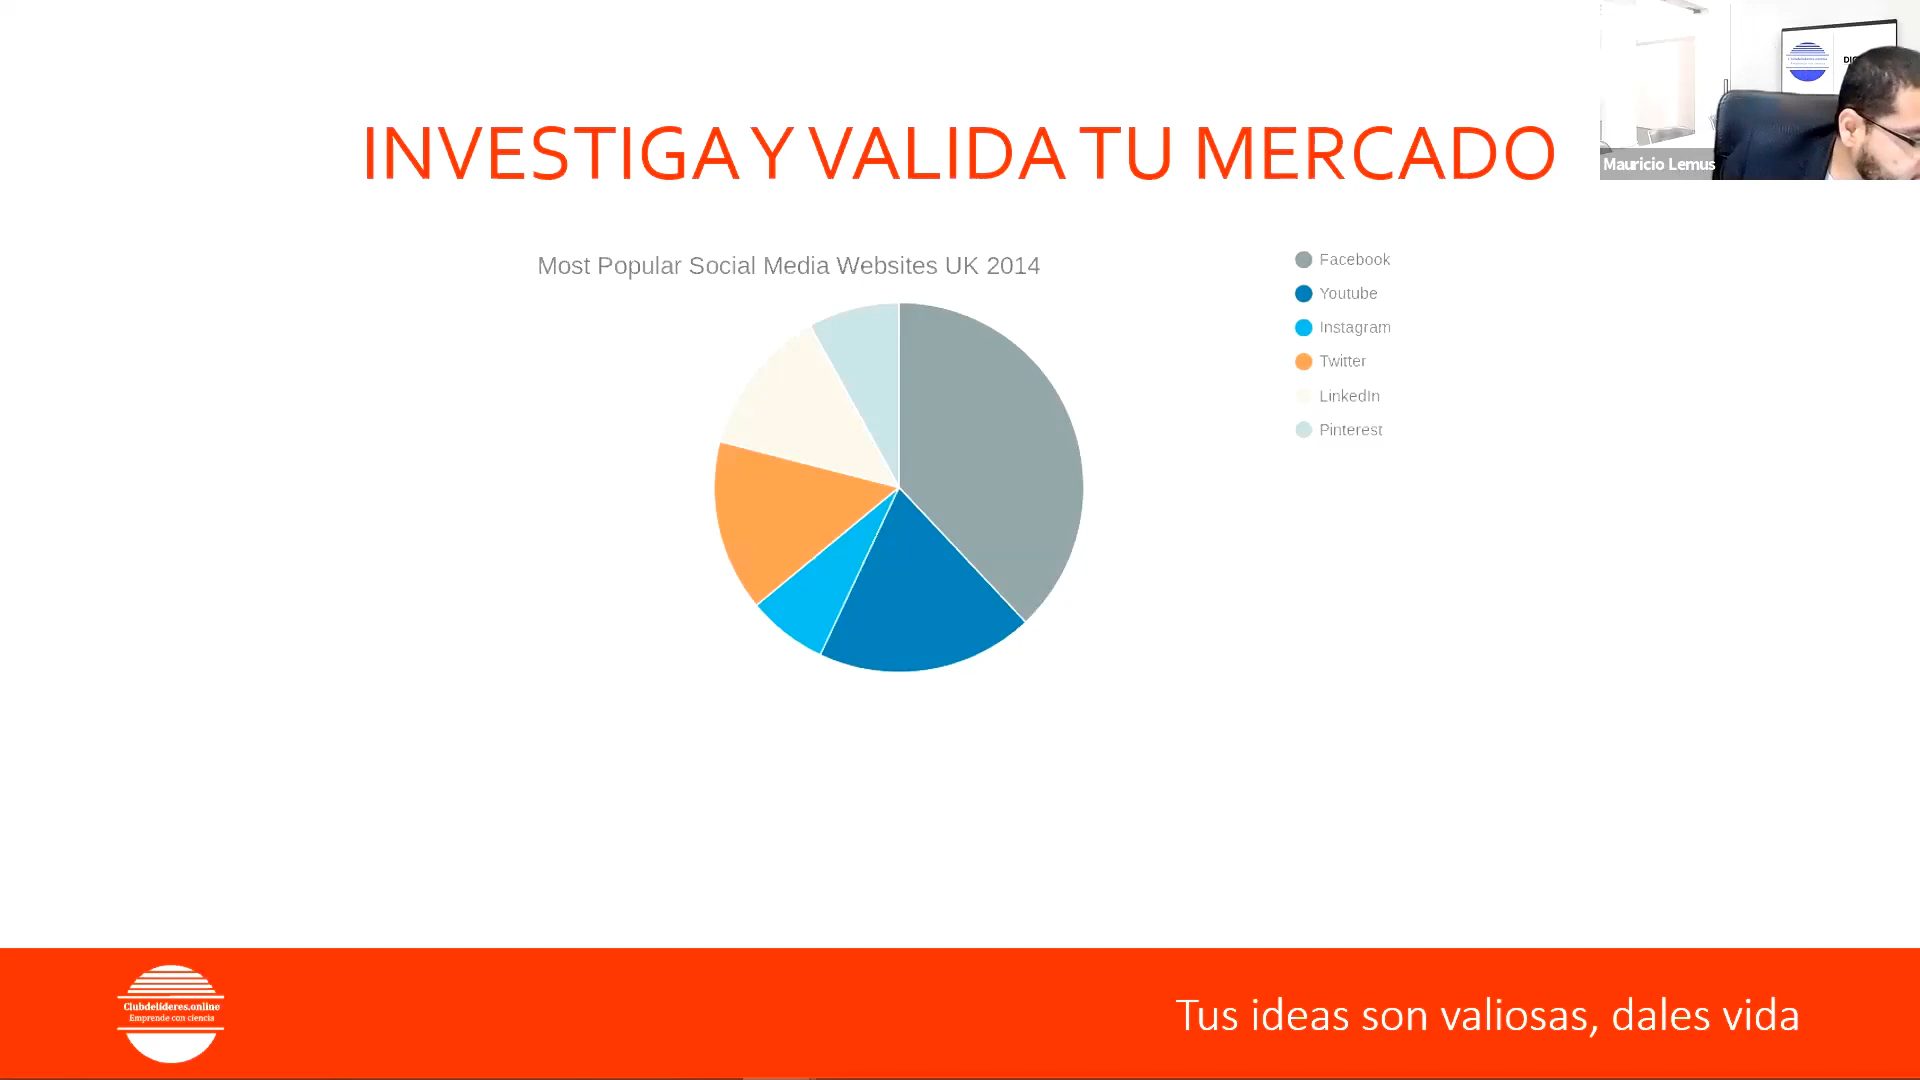 INVESTIGA Y VALIDA TU MERCADO
Mauricio Lemus
Most Popular Social Media Websites UK 2014
Facebook
Youtube
Instagram
Twitter
LinkedIn
Pinterest
Clubdelideres.online
Emprende con ciencia
Tus ideas son valiosas, dales vida